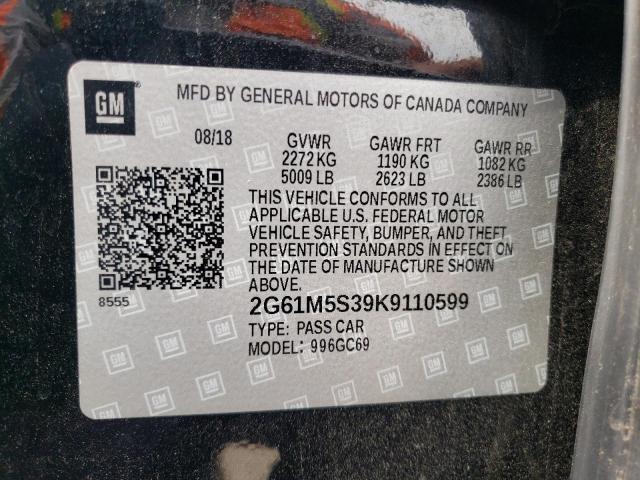 GM
MFD BY GENERAL MOTORS OF CANADA COMPANY
08/18 GVWR GAWR FRT GAWR RR
2272 KG 1190 KG 1082 KG
5009 LB 2623 LB 2386 LB
THIS VEHICLE CONFORMS TO ALL
APPLICABLE U.S. FEDERAL MOTOR
VEHICLE SAFETY, BUMPER, AND THEFT
PREVENTION STANDARDS IN EFFECT ON
THE DATE OF MANUFACTURE SHOWN
ABOVE.
8555
2G61M5S39K9110599
TYPE: PASS CAR
MODEL: 996GC69